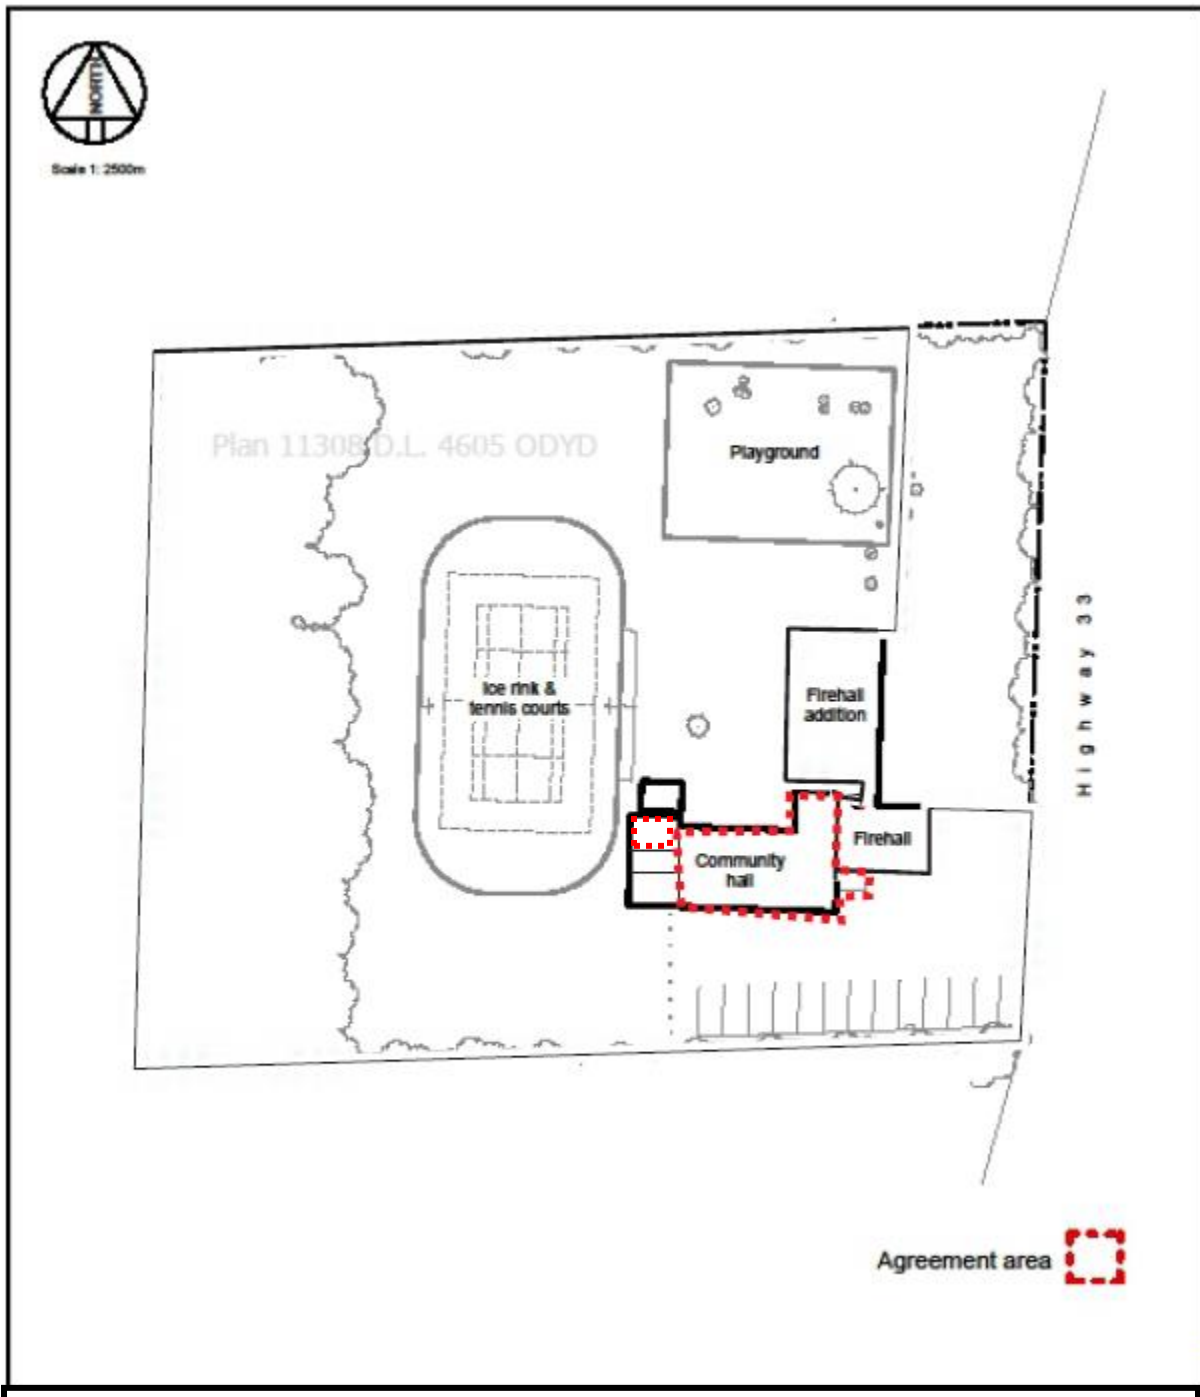 NORTH
Scale 1: 2500m
Plan 11308 D.L. 4605 ODYD
Playground
Ice rink &
tennis courts
Firehall
addition
Highway 33
Firehall
Community
hall
Agreement area